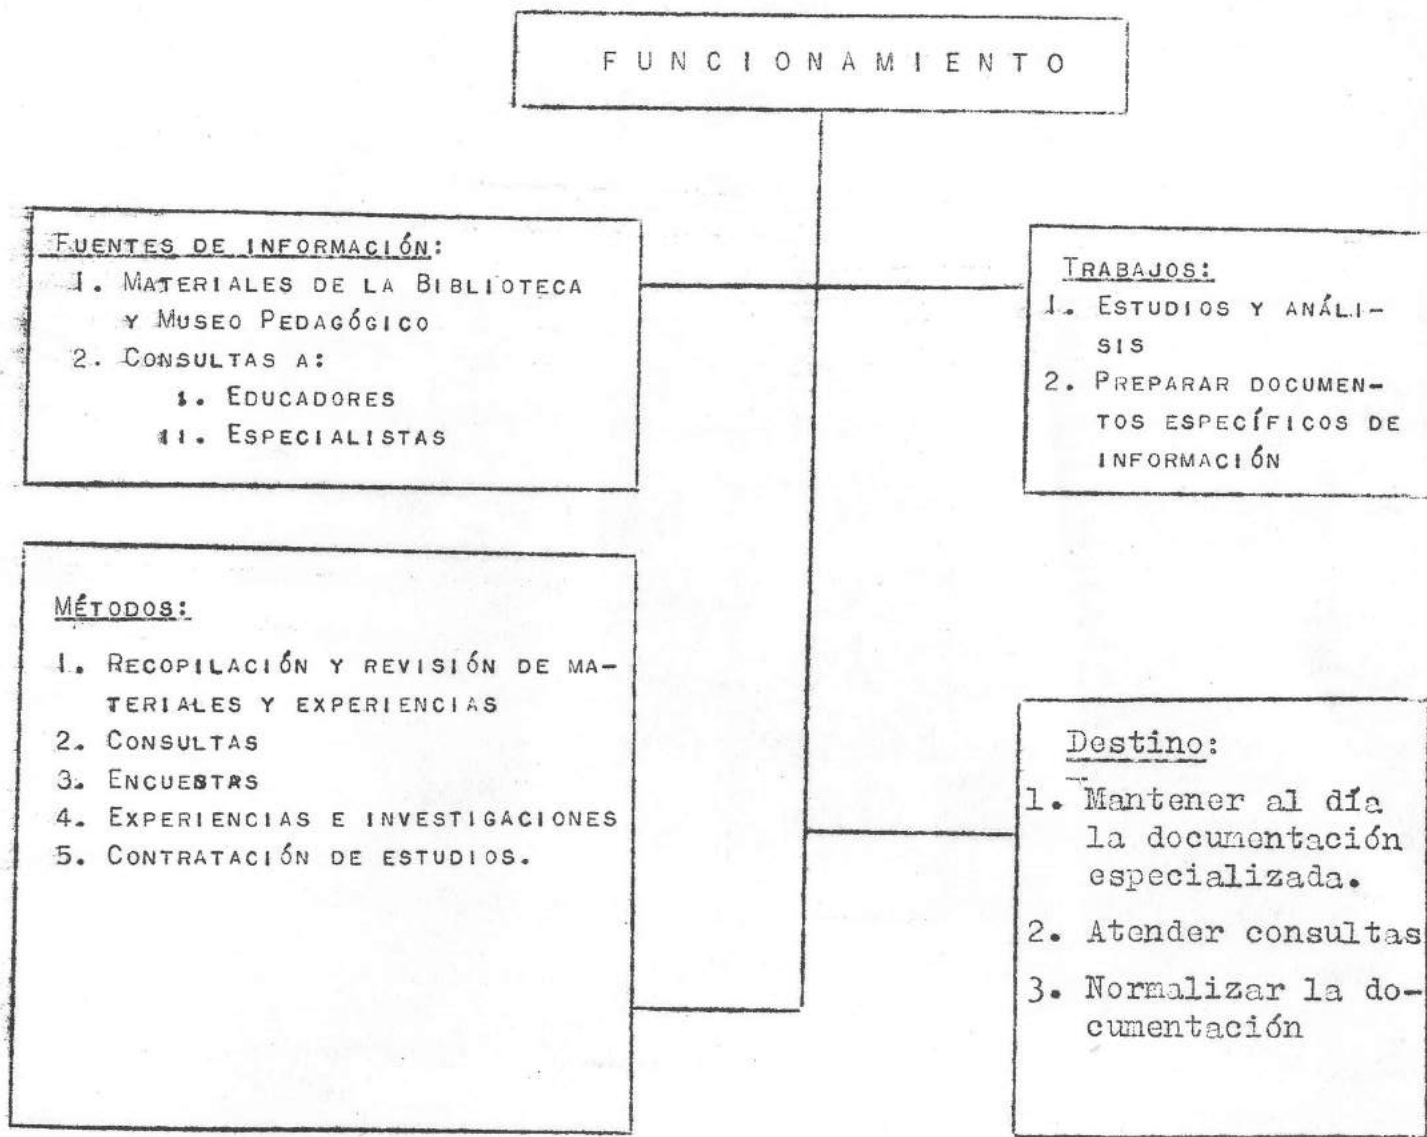 FUNCIONAMIENTO
FUENTES DE INFORMACIÓN:
1. MATERIALES DE LA BIBLIOTECA
Y MUSEO PEDAGÓGICO
2. CONSULTAS A:
I. EDUCADORES
II. ESPECIALISTAS
TRABAJOS:
1. ESTUDIOS Y ANÁLI-
SIS
2. PREPARAR DOCUMEN-
TOS ESPECÍFICOS DE
INFORMACIÓN
MÉTODOS:
1. RECOPILACIÓN Y REVISIÓN DE MA-
TERIALES Y EXPERIENCIAS
2. CONSULTAS
3. ENCUESTAS
4. EXPERIENCIAS E INVESTIGACIONES
5. CONTRATACIÓN DE ESTUDIOS.
Destino:
1. Mantener al día
la documentación
especializada.
2. Atender consultas
3. Normalizar la do-
cumentación